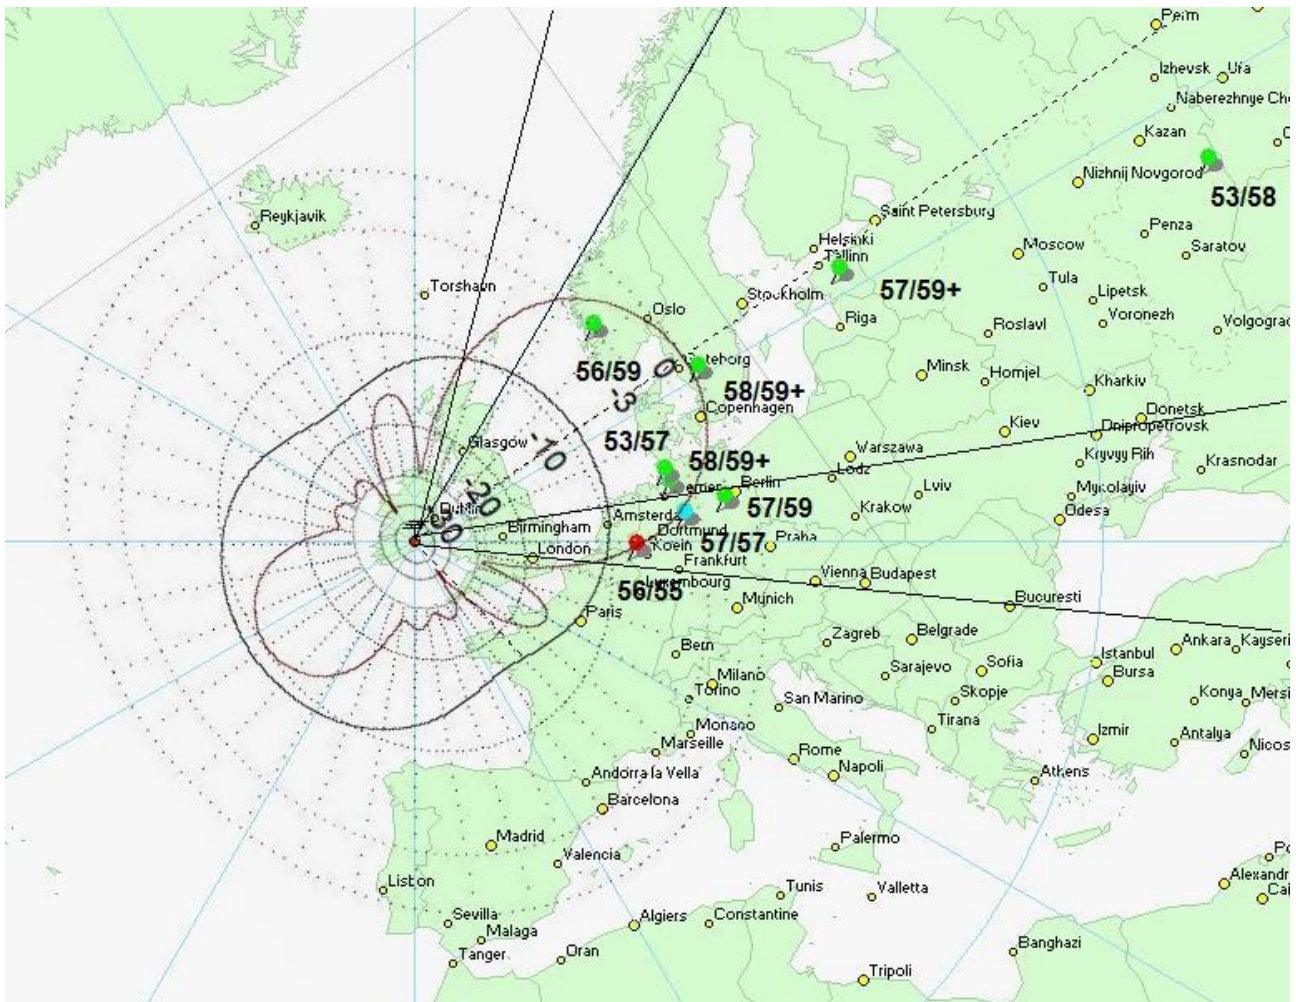 Perm
Izhevsk
Ufa
Naberezhnye Che
Kazan
Nizhnij Novgorod
53/58
Reykjavik
Saint Petersburg
Penza
Helsinki
Moscow
Saratov
Tallinn
Tula
Torshavn
57/59+
Stockholm
Lipetsk
Oslo
Voronezh
Riga
Roslavl
Volgograd
0
56/59
58/59+
Minsk
Homjel
-3
Kharkiv
Copenhagen
Donetsk
Kiev
Dnipropetrovsk
53/57
-10
Glasgow
58/59+
Warszawa
Kryvyy Rih
Krasnodar
Lodz
Berlin
Lviv
Mykolayiv
-20
57/59
Krakow
Odesa
Dublin
Amsterda
-30
Birmingham
Dortmund
57/57
Praha
London
Koeln
Frankfurt
Vienna
Budapest
56/55
Luxembourg
Paris
Munich
Bucuresti
Zagreb
Belgrade
Bern
Ankara
Kayseri
Istanbul
Sarajevo
Sofia
Milano
Bursa
Torino
San Marino
Skopje
Konya
Mersi
Tirana
Monaco
Izmir
Antalya
Marseille
Rome
Nicos
Andorra la Vella
Napoli
Athens
Barcelona
Madrid
Palermo
Valencia
Po
Lisbon
Tunis
Valletta
Alexandr
Cai
Sevilla
Algiers
Constantine
Malaga
Tanger
Oran
Banghazi
Tripoli